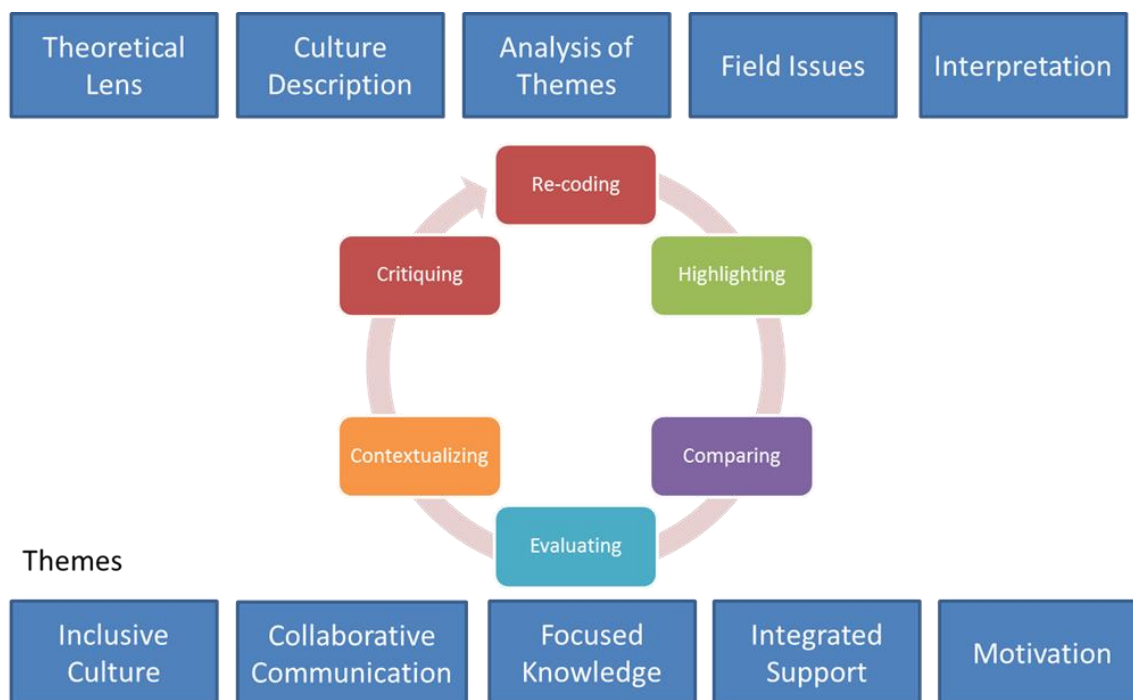 Theoretical
Lens
Culture
Description
Analysis of
Themes
Field Issues
Interpretation
Re-coding
Critiquing
Highlighting
Contextualizing
Comparing
Evaluating
Themes
Inclusive
Culture
Collaborative
Communication
Focused
Knowledge
Integrated
Support
Motivation